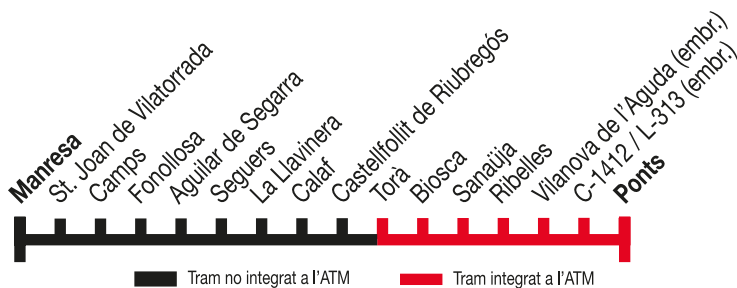 Manresa
St. Joan de Vilatorrada
Camps
Fonollosa
Aguilar de Segarra
Seguers
La Llavinera
Calaf
Castellfollit de Riubregós
Torà
Biosca
Sanaüja
Ribelles
Vilanova de l'Aguda (embr.)
C-1412 / L-313 (embr.)
Ponts
Tram no integrat a l'ATM
Tram integrat a l'ATM